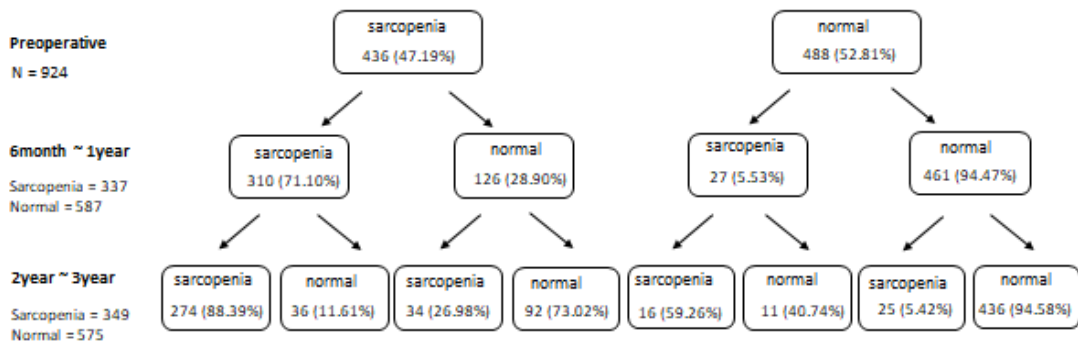 Preoperative
N = 924
sarcopenia
436 (47.19%)
normal
488 (52.81%)
6month ~ 1year
Sarcopenia = 337
Normal = 587
sarcopenia
310 (71.10%)
normal
126 (28.90%)
sarcopenia
27 (5.53%)
normal
461 (94.47%)
2year ~ 3year
Sarcopenia = 349
Normal = 575
sarcopenia
274 (88.39%)
normal
36 (11.61%)
sarcopenia
34 (26.98%)
normal
92 (73.02%)
sarcopenia
16 (59.26%)
normal
11 (40.74%)
sarcopenia
25 (5.42%)
normal
436 (94.58%)